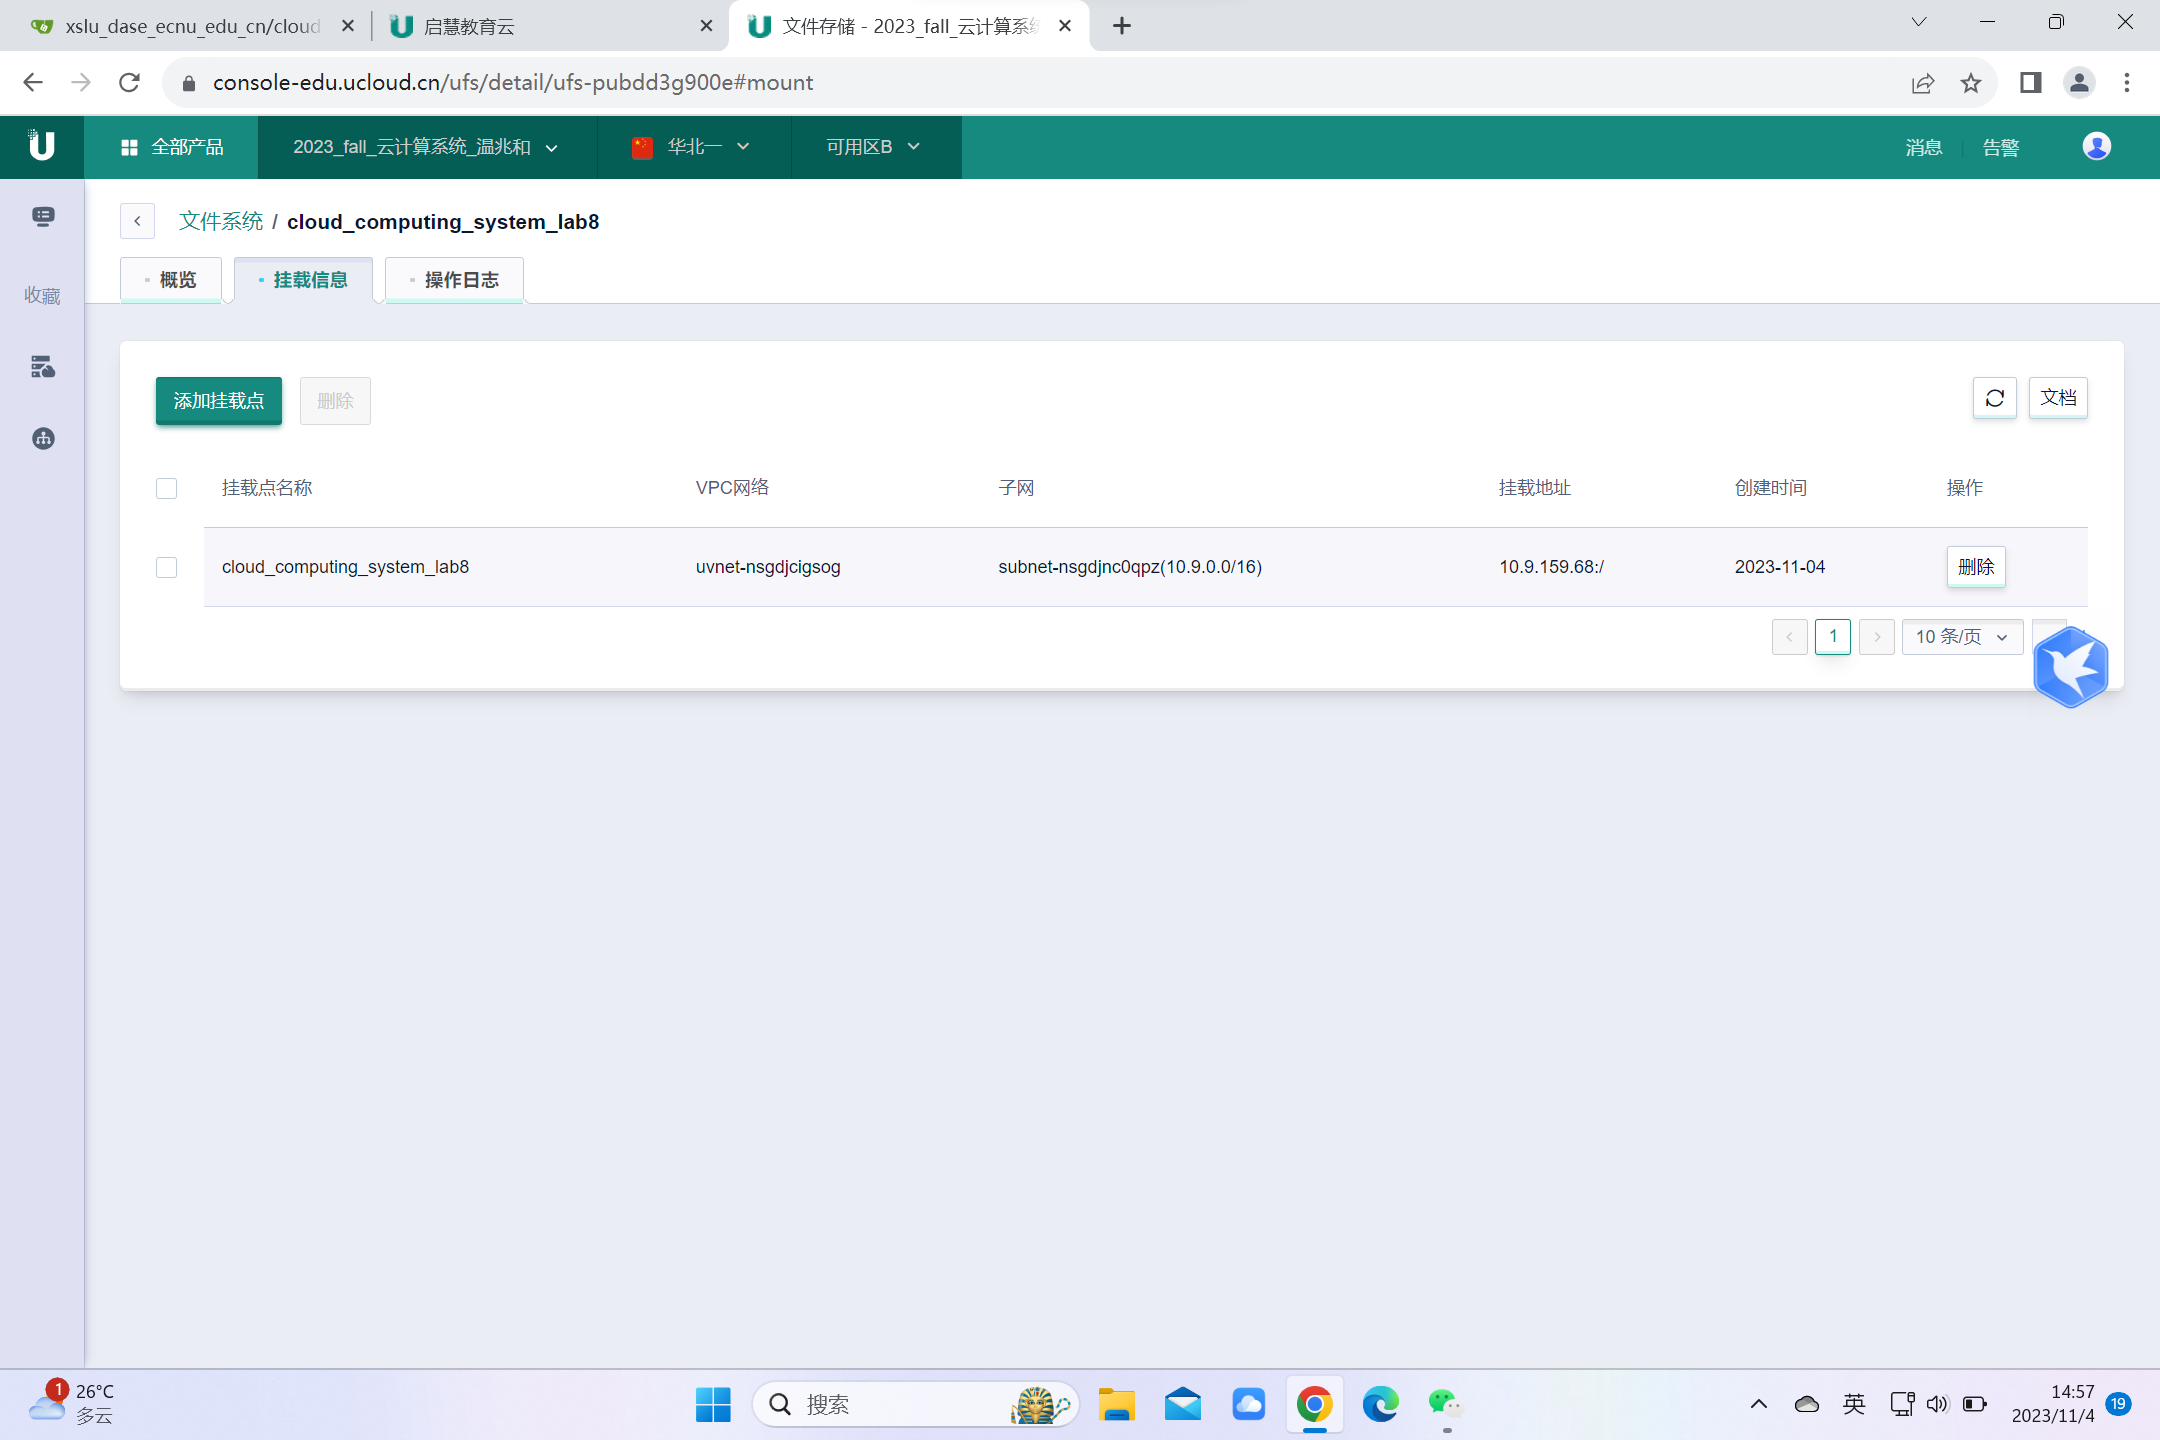 xslu_dase_ecnu_edu_cn/cloud
启慧教育云
文件存储 - 2023_fall_云计算系统
console-edu.ucloud.cn/ufs/detail/ufs-pubdd3g900e#mount
全部产品
2023_fall_云计算系统_温兆和
华北一
可用区B
消息
告警
文件系统 / cloud_computing_system_lab8
收藏
概览
挂载信息
操作日志
添加挂载点
删除
文档
挂载点名称 VPC网络 子网 挂载地址 创建时间 操作
cloud_computing_system_lab8 uvnet-nsgdjcigsog subnet-nsgdjnc0qpz(10.9.0.0/16) 10.9.159.68:/ 2023-11-04 删除
1
10 条/页
1
26°C
多云
搜索
英
14:57
2023/11/4
19